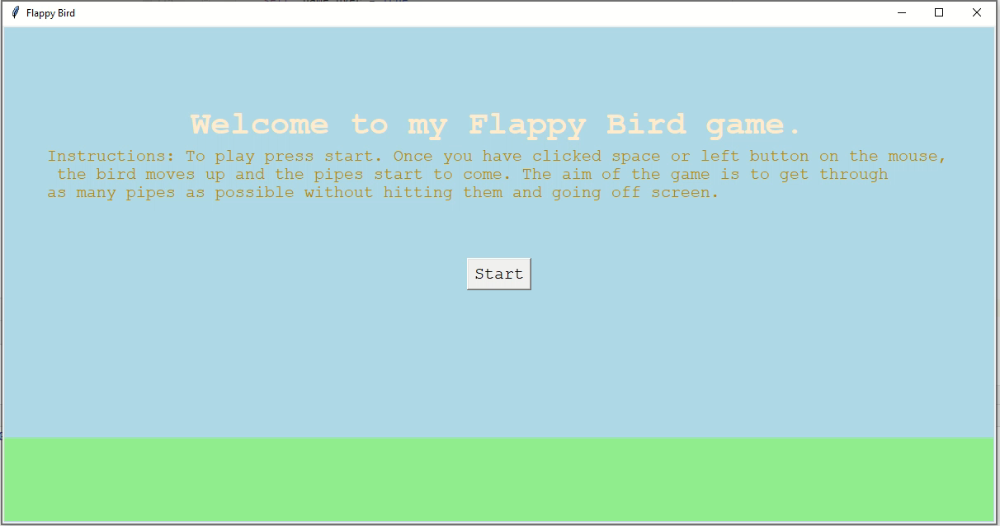 Flappy Bird
Welcome to my Flappy Bird game.
Instructions: To play press start. Once you have clicked space or left button on the mouse,
the bird moves up and the pipes start to come. The aim of the game is to get through
as many pipes as possible without hitting them and going off screen.
Start